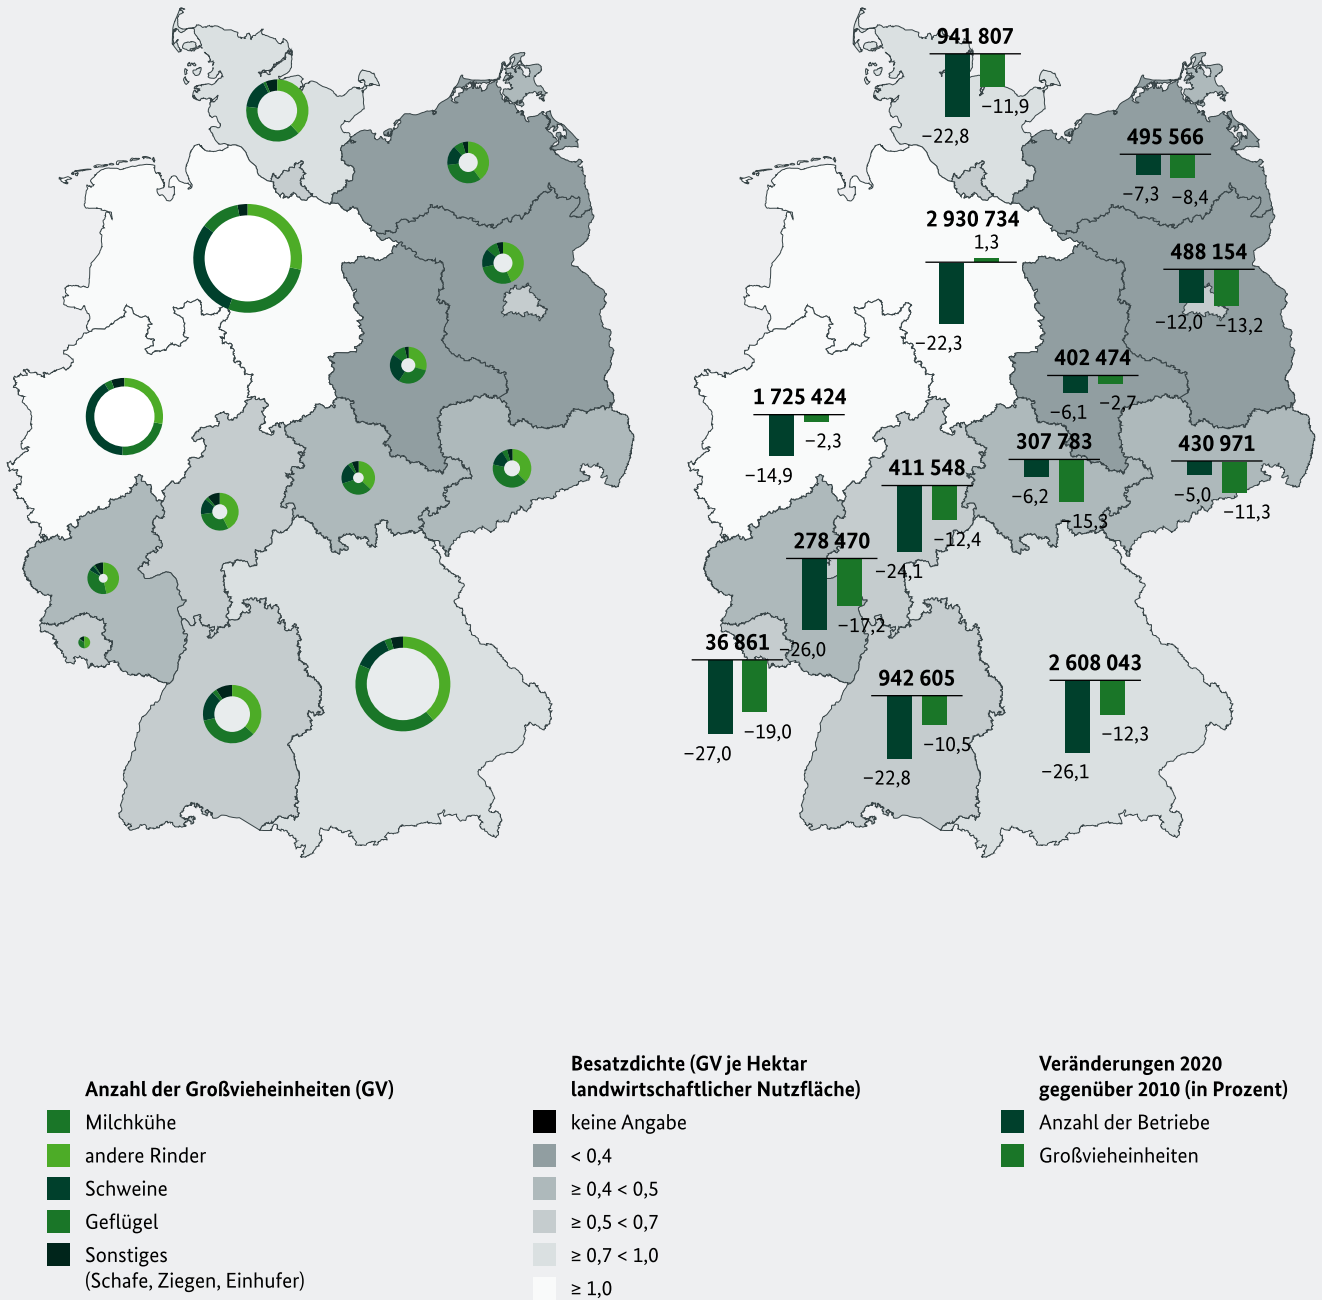 941 807
−11,9
−22,8
495 566
−7,3
−8,4
2 930 734
1,3
−22,3
488 154
−12,0
−13,2
402 474
−6,1
−2,7
1 725 424
−2,3
−14,9
307 783
−6,2
−15,3
430 971
−5,0
−11,3
411 548
−12,4
−24,1
278 470
−17,2
−26,0
36 861
−19,0
−27,0
942 605
−10,5
−22,8
2 608 043
−12,3
−26,1
Anzahl der Großvieheinheiten (GV)
Milchkühe
andere Rinder
Schweine
Geflügel
Sonstiges
(Schafe, Ziegen, Einhufer)
Besatzdichte (GV je Hektar
landwirtschaftlicher Nutzfläche)
keine Angabe
< 0,4
≥ 0,4 < 0,5
≥ 0,5 < 0,7
≥ 0,7 < 1,0
≥ 1,0
Veränderungen 2020
gegenüber 2010 (in Prozent)
Anzahl der Betriebe
Großvieheinheiten